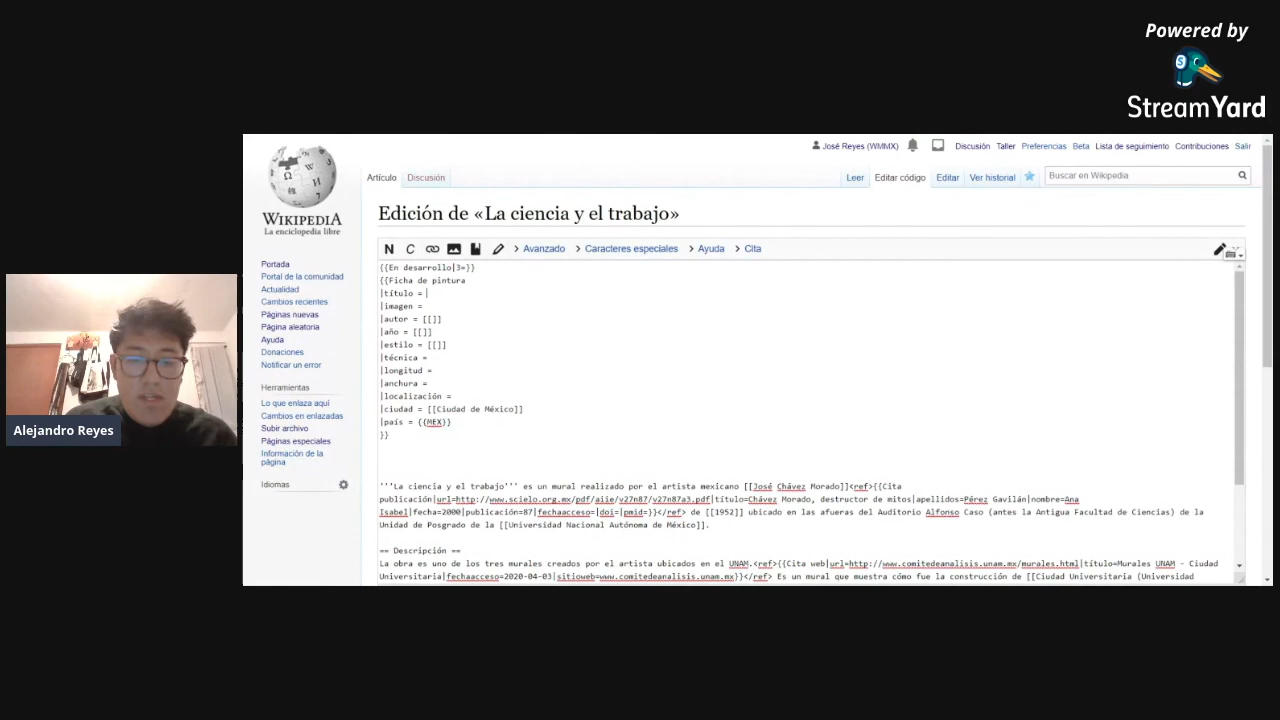 Powered by
StreamYard
José Reyes (WMMX) Discusión Taller Preferencias Beta Lista de seguimiento Contribuciones Salir
Artículo Discusión Leer Editar código Editar Ver historial Buscar en Wikipedia
WIKIPEDIA
La enciclopedia libre
Edición de «La ciencia y el trabajo»
N C Avanzado Caracteres especiales Ayuda Cita
Portada
Portal de la comunidad
Actualidad
Cambios recientes
Páginas nuevas
Página aleatoria
Ayuda
Donaciones
Notificar un error
Herramientas
Lo que enlaza aquí
Cambios en enlazadas
Subir archivo
Páginas especiales
Información de la
página
Idiomas
{{En desarrollo|3=}}
{{Ficha de pintura
|título =
|imagen =
|autor = [[]]
|año = [[]]
|estilo = [[]]
|técnica =
|longitud =
|anchura =
|localización =
|ciudad = [[Ciudad de México]]
|país = {{MEX}}
}}
'''La ciencia y el trabajo''' es un mural realizado por el artista mexicano [[José Chávez Morado]]<ref>{{Cita
publicación|url=http://www.scielo.org.mx/pdf/aiie/v27n87/v27n87a3.pdf|título=Chávez Morado, destructor de mitos|apellidos=Pérez Gavilán|nombre=Ana
Isabel|fecha=2000|publicación=87|fechaacceso=|doi=|pmid=}}</ref> de [[1952]] ubicado en las afueras del Auditorio Alfonso Caso (antes la Antigua Facultad de Ciencias) de la
Unidad de Posgrado de la [[Universidad Nacional Autónoma de México]].
== Descripción ==
La obra es uno de los tres murales creados por el artista ubicados en el UNAM.<ref>{{Cita web|url=http://www.comitedeanalisis.unam.mx/murales.html|título=Murales UNAM - Ciudad
Universitaria|fechaacceso=2020-04-03|sitioweb=www.comitedeanalisis.unam.mx}}</ref> Es un mural que muestra cómo fue la construcción de [[Ciudad Universitaria (Universidad
Alejandro Reyes